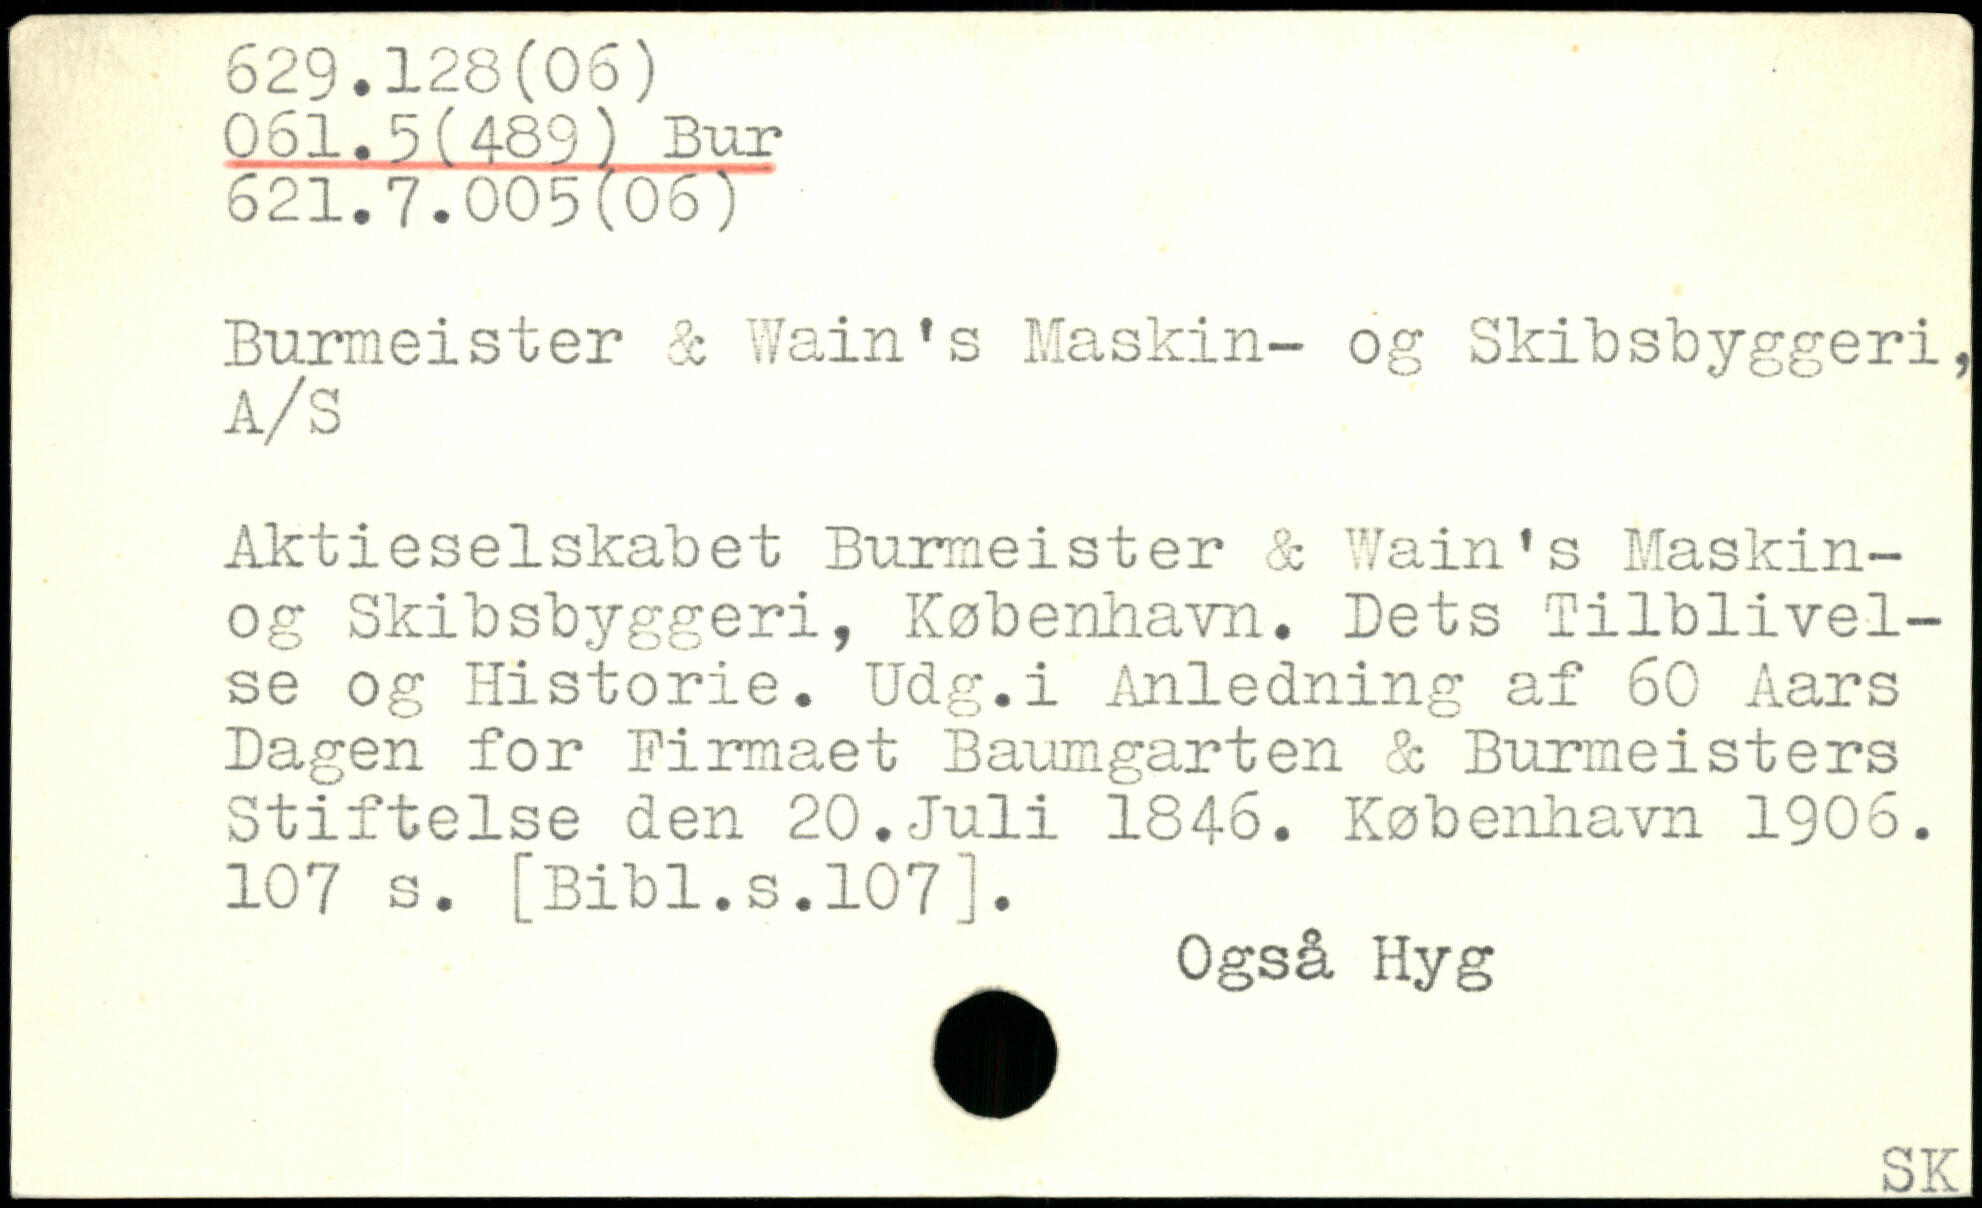 629.128(06)
061.5(489) Bur
621.7.005(06)
Burmeister & Wain's Maskin- og Skibsbyggeri,
A/S
Aktieselskabet Burmeister & Wain's Maskin-
og Skibsbyggeri, København. Dets Tilblivel-
se og Historie. Udg.i Anledning af 60 Aars
Dagen for Firmaet Baumgarten & Burmeisters
Stiftelse den 20.Juli 1846. København 1906.
107 s. [Bibl.s.107].
Også Hyg
SK